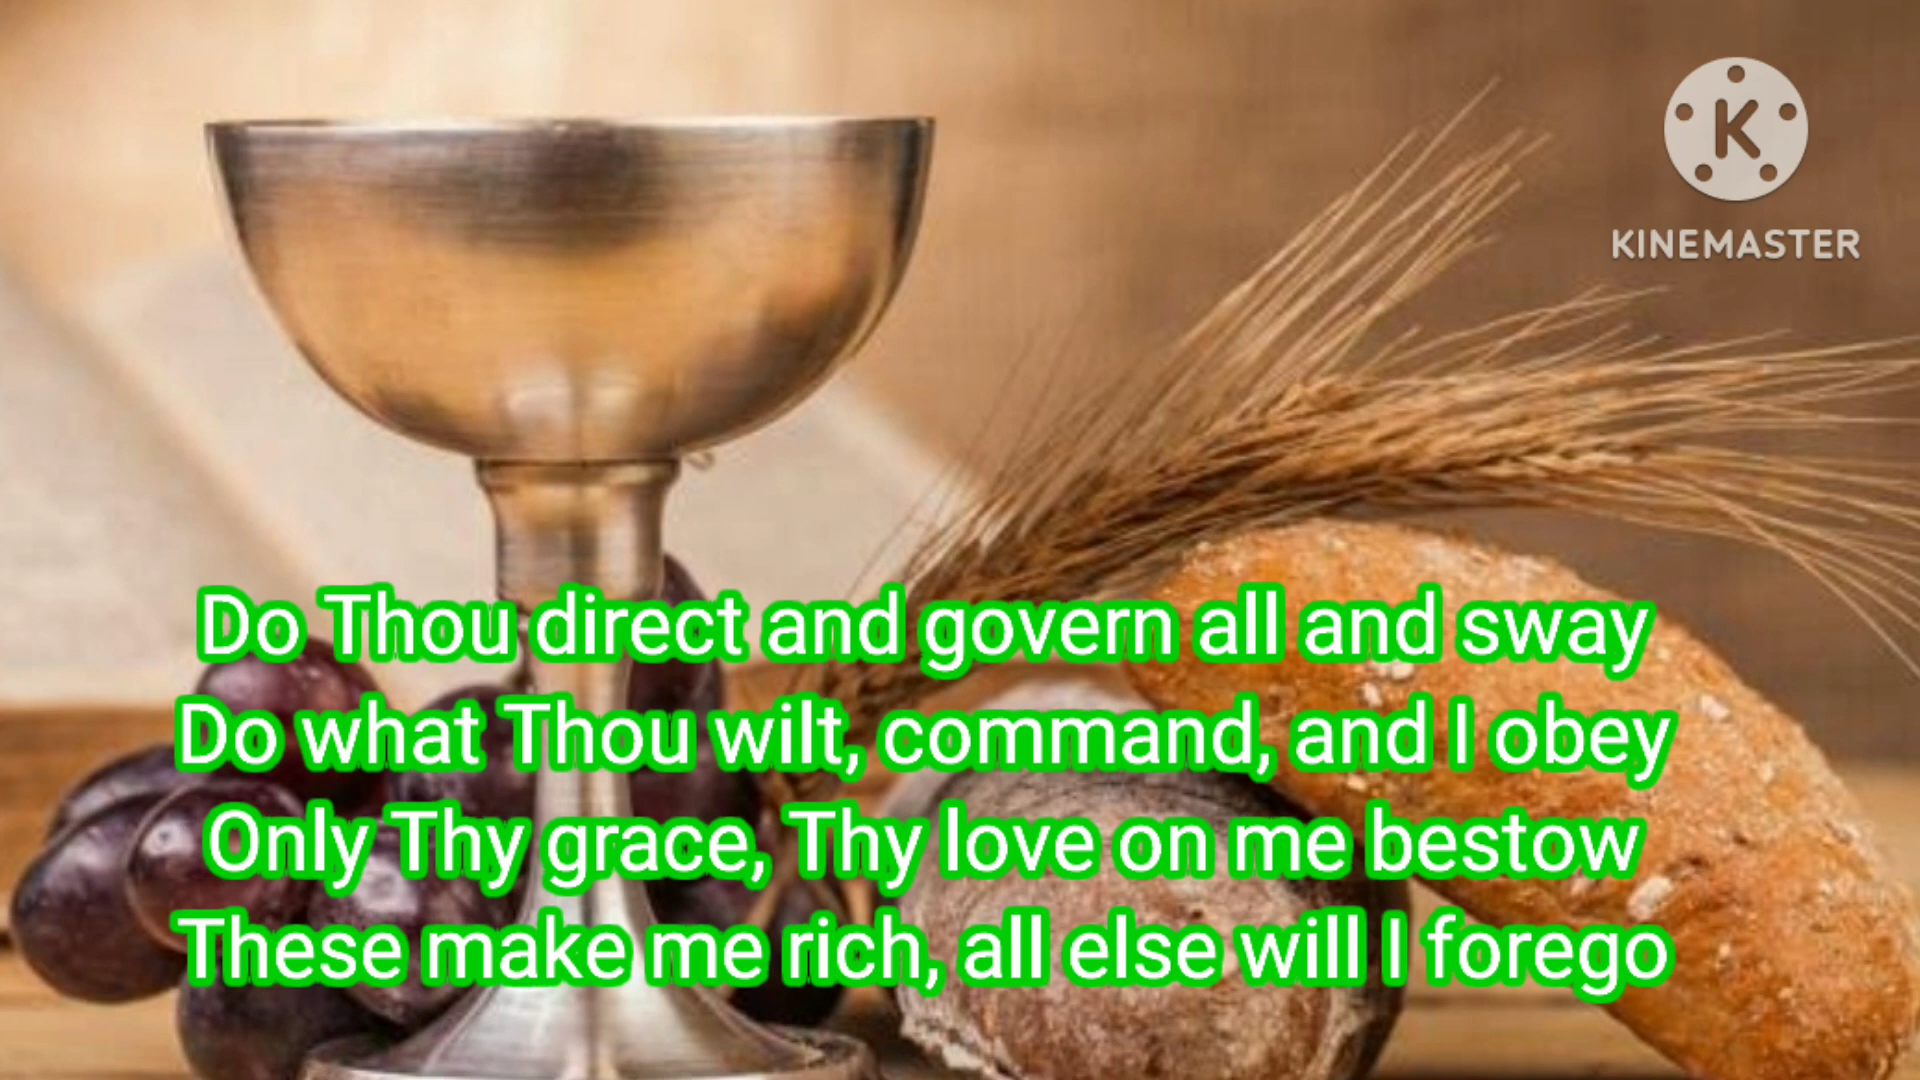 K
KINEMASTER
Do Thou direct and govern all and sway
Do what Thou wilt, command, and I obey
Only Thy grace, Thy love on me bestow
These make me rich, all else will I forego